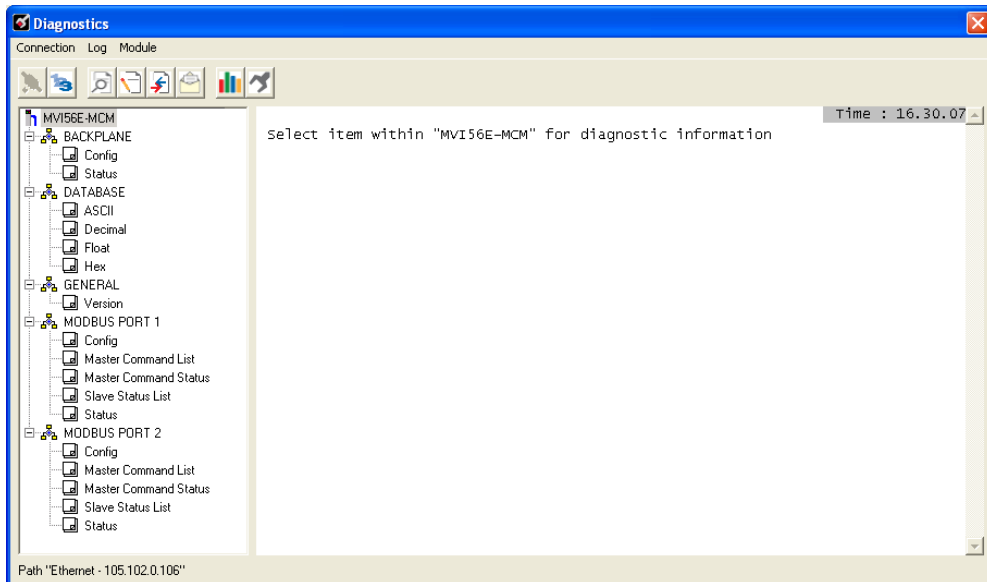 Diagnostics
Connection Log Module
MVI56E-MCM
BACKPLANE
Config
Status
DATABASE
ASCII
Decimal
Float
Hex
GENERAL
Version
MODBUS PORT 1
Config
Master Command List
Master Command Status
Slave Status List
Status
MODBUS PORT 2
Config
Master Command List
Master Command Status
Slave Status List
Status
Time : 16.30.07
Select item within "MVI56E-MCM" for diagnostic information
Path "Ethernet - 105.102.0.106"